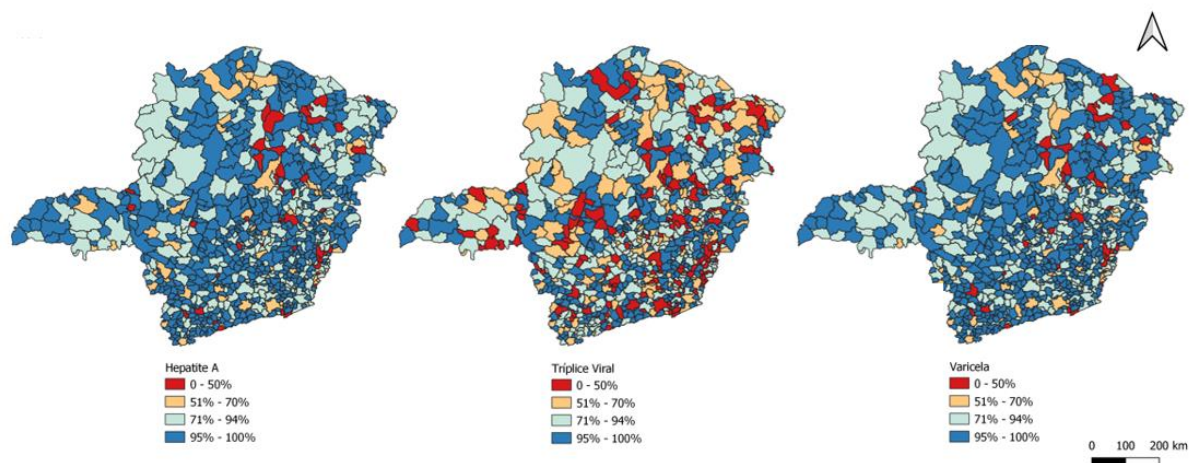 Hepatite A
0 - 50%
51% - 70%
71% - 94%
95% - 100%
Tríplice Viral
0 - 50%
51% - 70%
71% - 94%
95% - 100%
Varicela
0 - 50%
51% - 70%
71% - 94%
95% - 100%
0 100 200 km